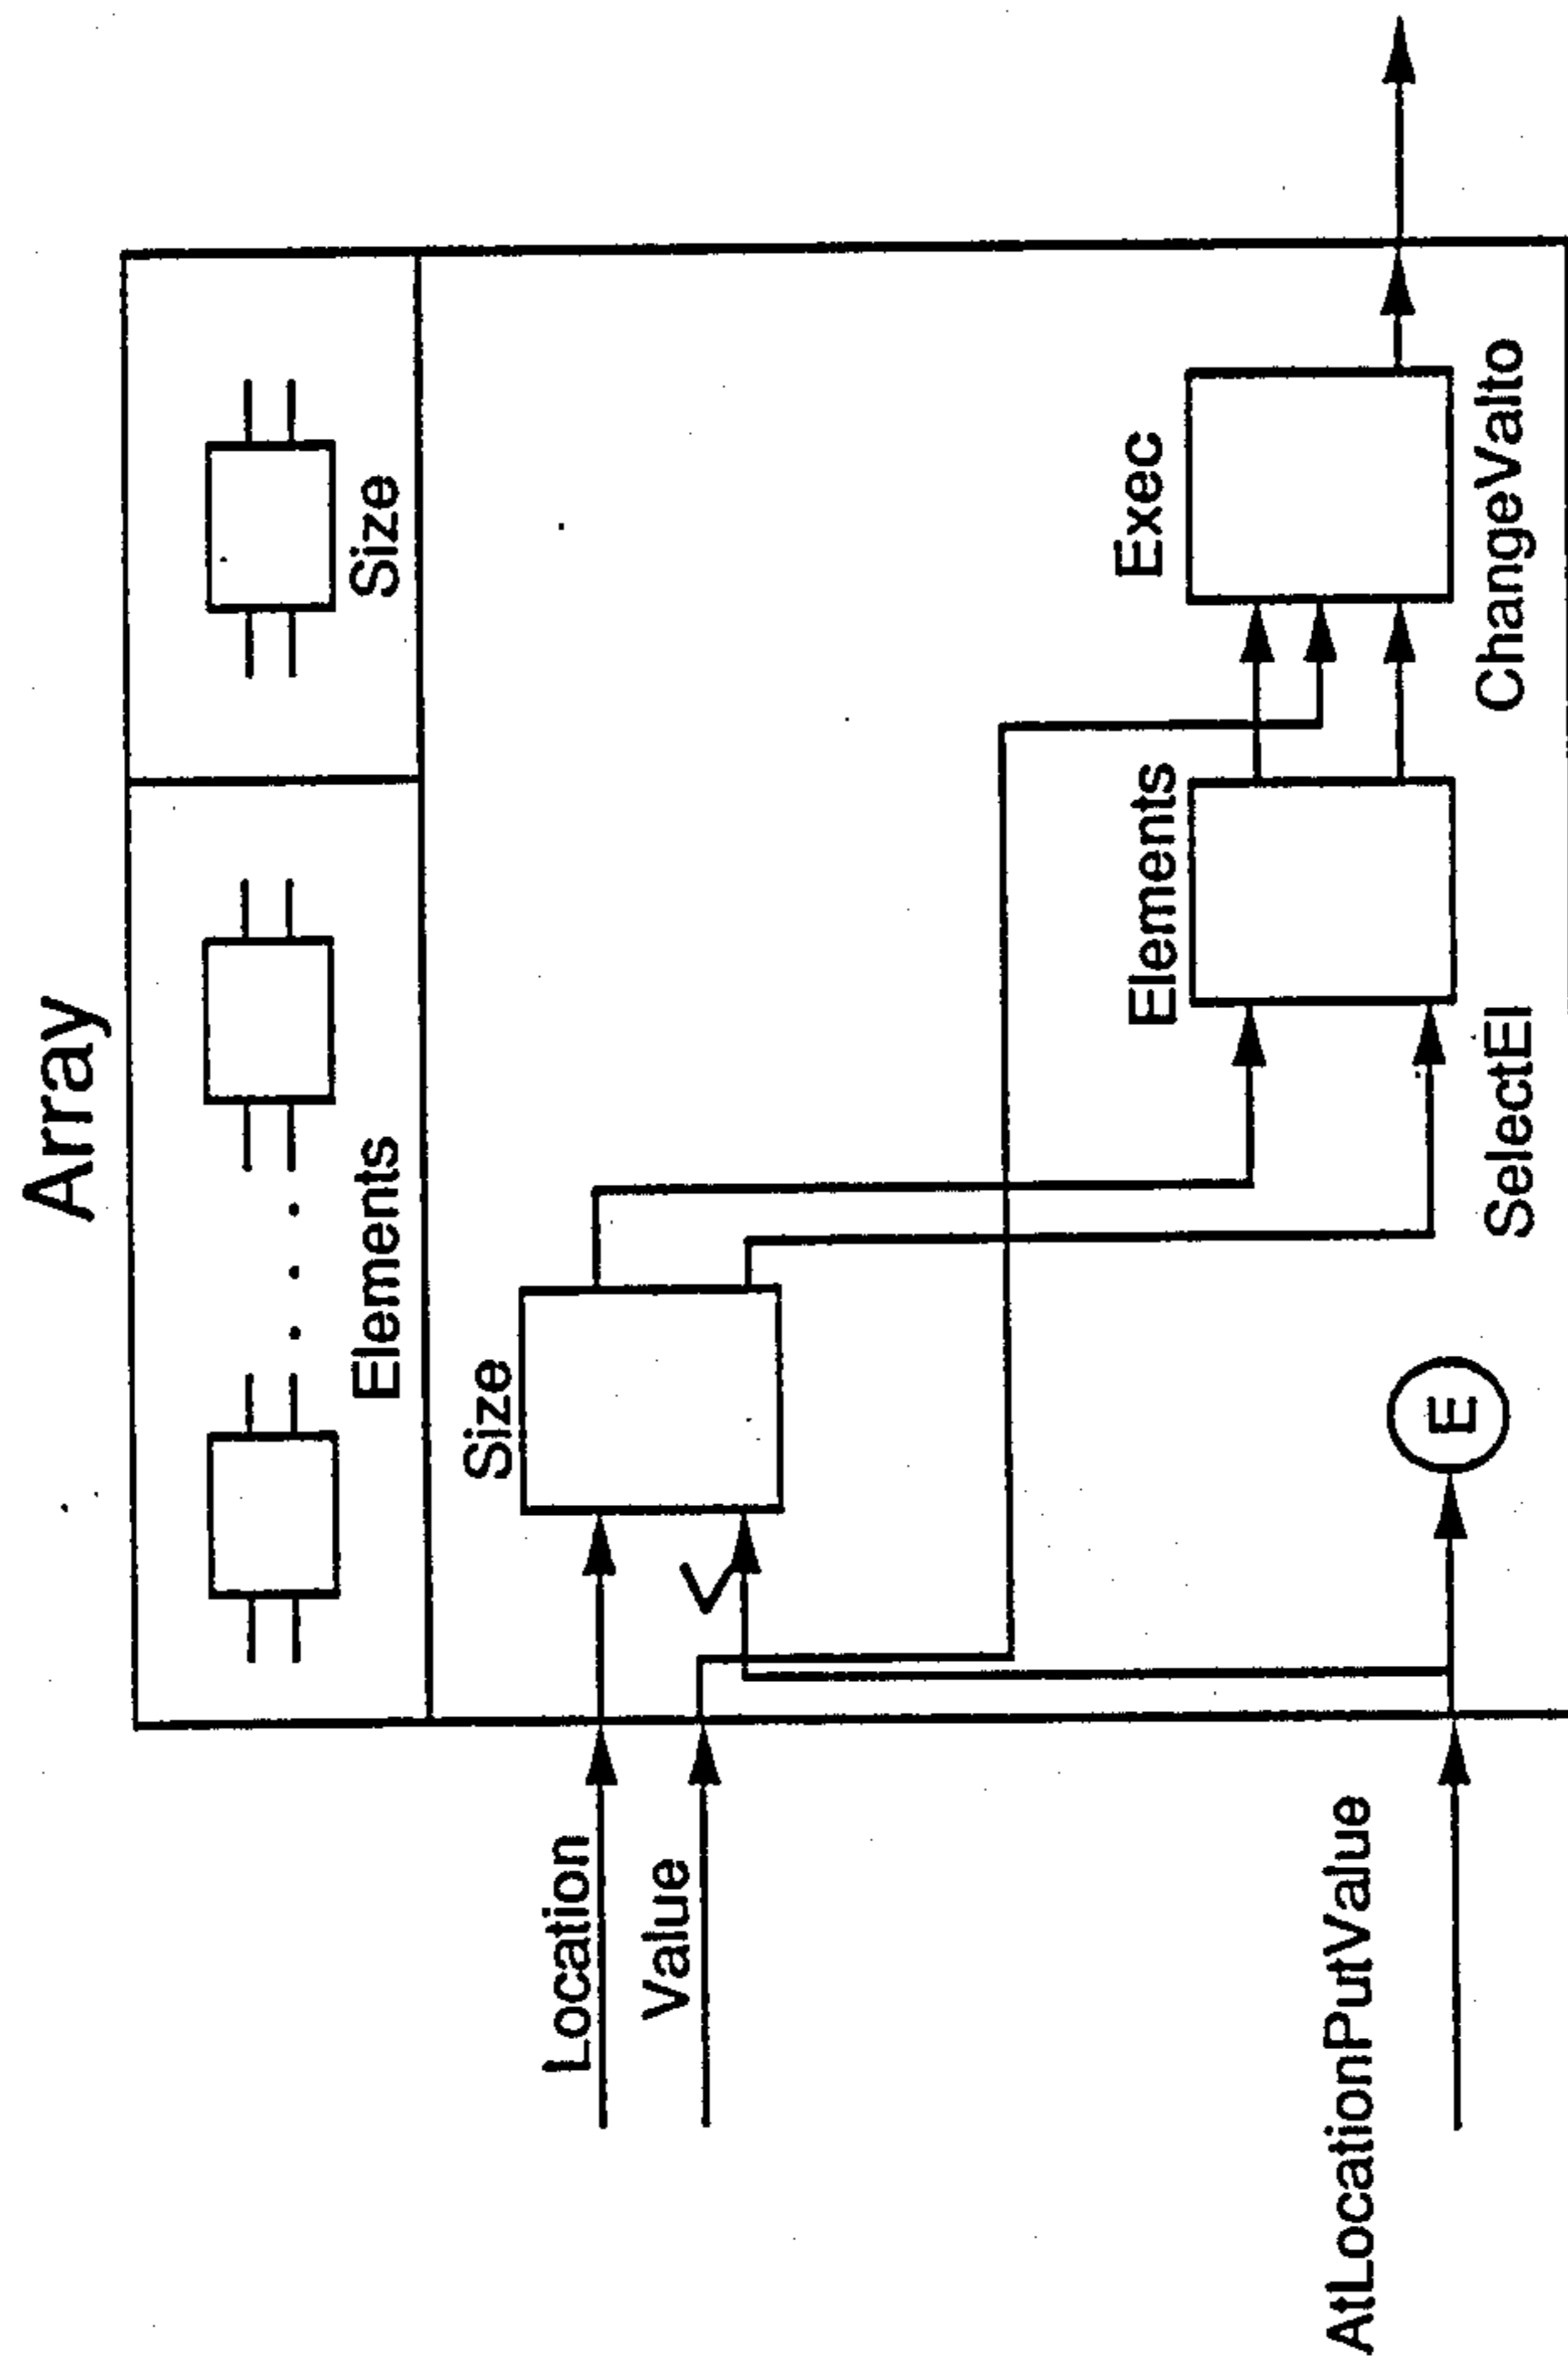 Array
Elements
Size
Location
Value
Size
<
AtLocationPutValue
E
Elements
SelectEl
Exec
ChangeValto